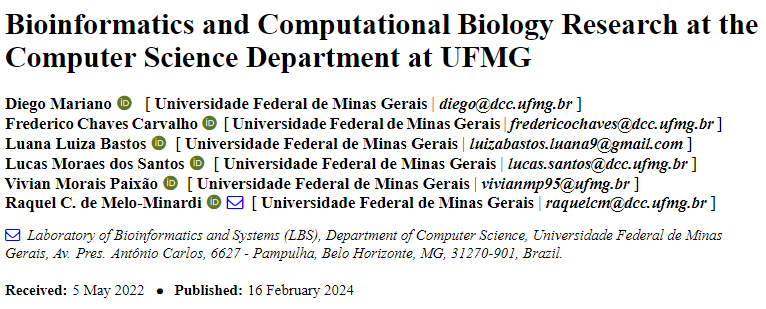 Bioinformatics and Computational Biology Research at the
Computer Science Department at UFMG
Diego Mariano iD [ Universidade Federal de Minas Gerais | diego@dcc.ufmg.br ]
Frederico Chaves Carvalho iD [ Universidade Federal de Minas Gerais | fredericochaves@dcc.ufmg.br ]
Luana Luiza Bastos iD [ Universidade Federal de Minas Gerais | luizabastos.luana9@gmail.com ]
Lucas Moraes dos Santos iD [ Universidade Federal de Minas Gerais | lucas.santos@dcc.ufmg.br ]
Vivian Morais Paixão iD [ Universidade Federal de Minas Gerais | vivianmp95@ufmg.br ]
Raquel C. de Melo-Minardi iD [ Universidade Federal de Minas Gerais | raquelcm@dcc.ufmg.br ]
Laboratory of Bioinformatics and Systems (LBS), Department of Computer Science, Universidade Federal de Minas
Gerais, Av. Pres. Antônio Carlos, 6627 - Pampulha, Belo Horizonte, MG, 31270-901, Brazil.
Received: 5 May 2022 • Published: 16 February 2024